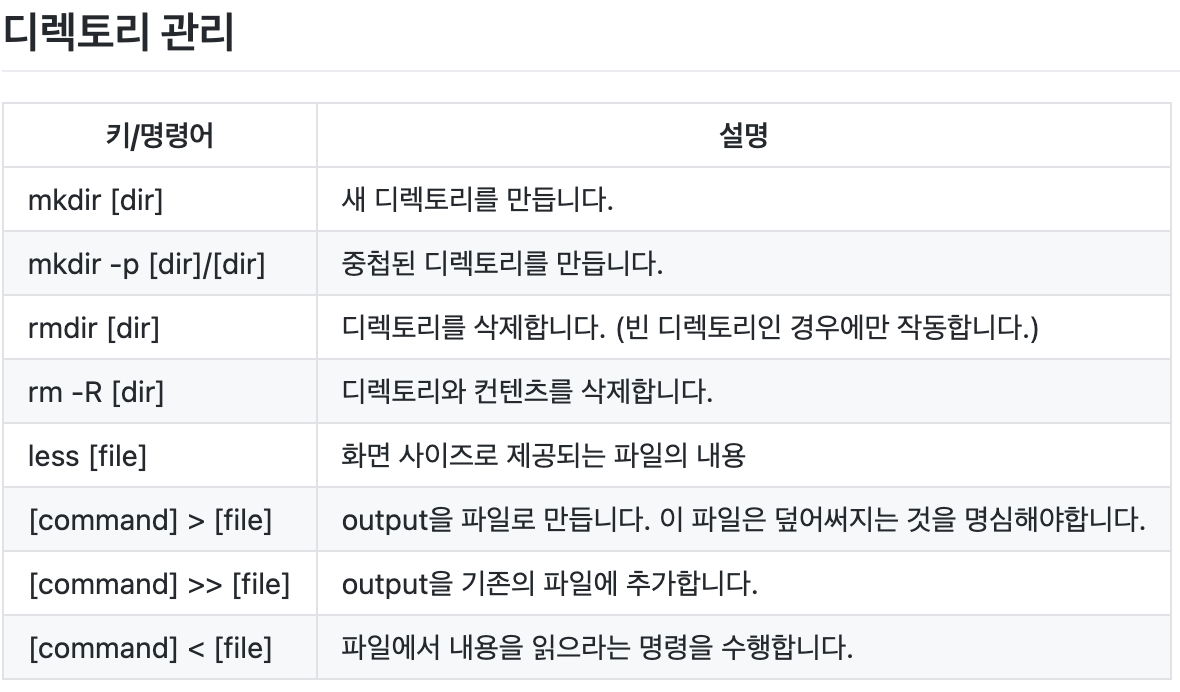 디렉토리 관리
키/명령어 설명
mkdir [dir] 새 디렉토리를 만듭니다.
mkdir -p [dir]/[dir] 중첩된 디렉토리를 만듭니다.
rmdir [dir] 디렉토리를 삭제합니다. (빈 디렉토리인 경우에만 작동합니다.)
rm -R [dir] 디렉토리와 컨텐츠를 삭제합니다.
less [file] 화면 사이즈로 제공되는 파일의 내용
[command] > [file] output을 파일로 만듭니다. 이 파일은 덮어써지는 것을 명심해야합니다.
[command] >> [file] output을 기존의 파일에 추가합니다.
[command] < [file] 파일에서 내용을 읽으라는 명령을 수행합니다.